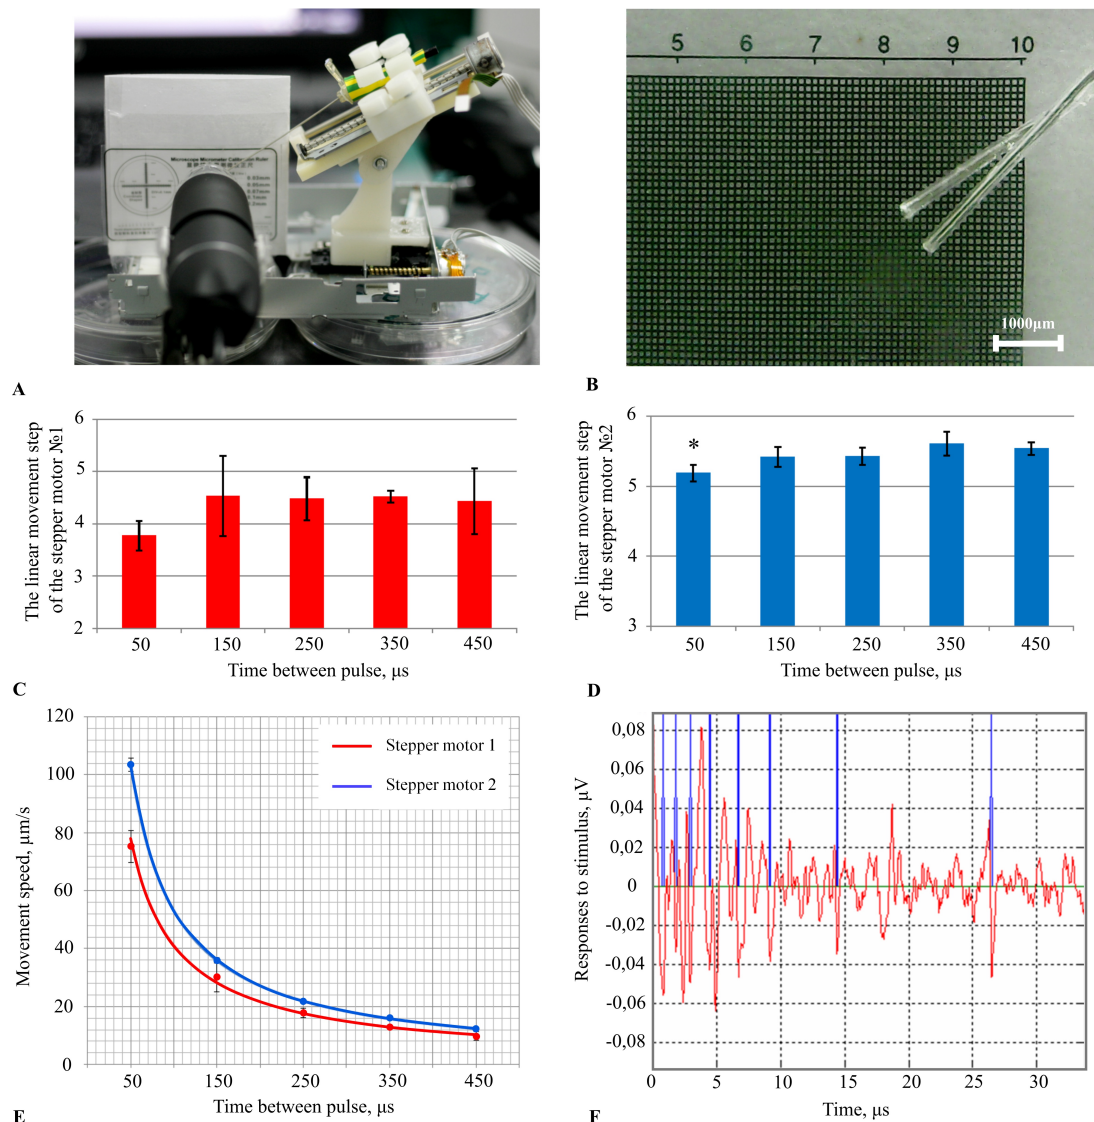 Microscope Micrometer Calibration Ruler
0.2mm
5 6 7 8 9 10
1000µm
A
B
The linear movement step
of the stepper motor №1
6
5
4
3
2
50 150 250 350 450
Time between pulse, µs
C
The linear movement step
of the stepper motor №2
6
5
4
3
*
50 150 250 350 450
Time between pulse, µs
D
Movement speed, µm/s
120
100
80
60
40
20
0
Stepper motor 1
Stepper motor 2
50 150 250 350 450
Time between pulse, µs
E
Responses to stimulus, µV
0,08
0,06
0,04
0,02
0
-0,02
-0,04
-0,06
-0,08
0 5 10 15 20 25 30
Time, µs
F